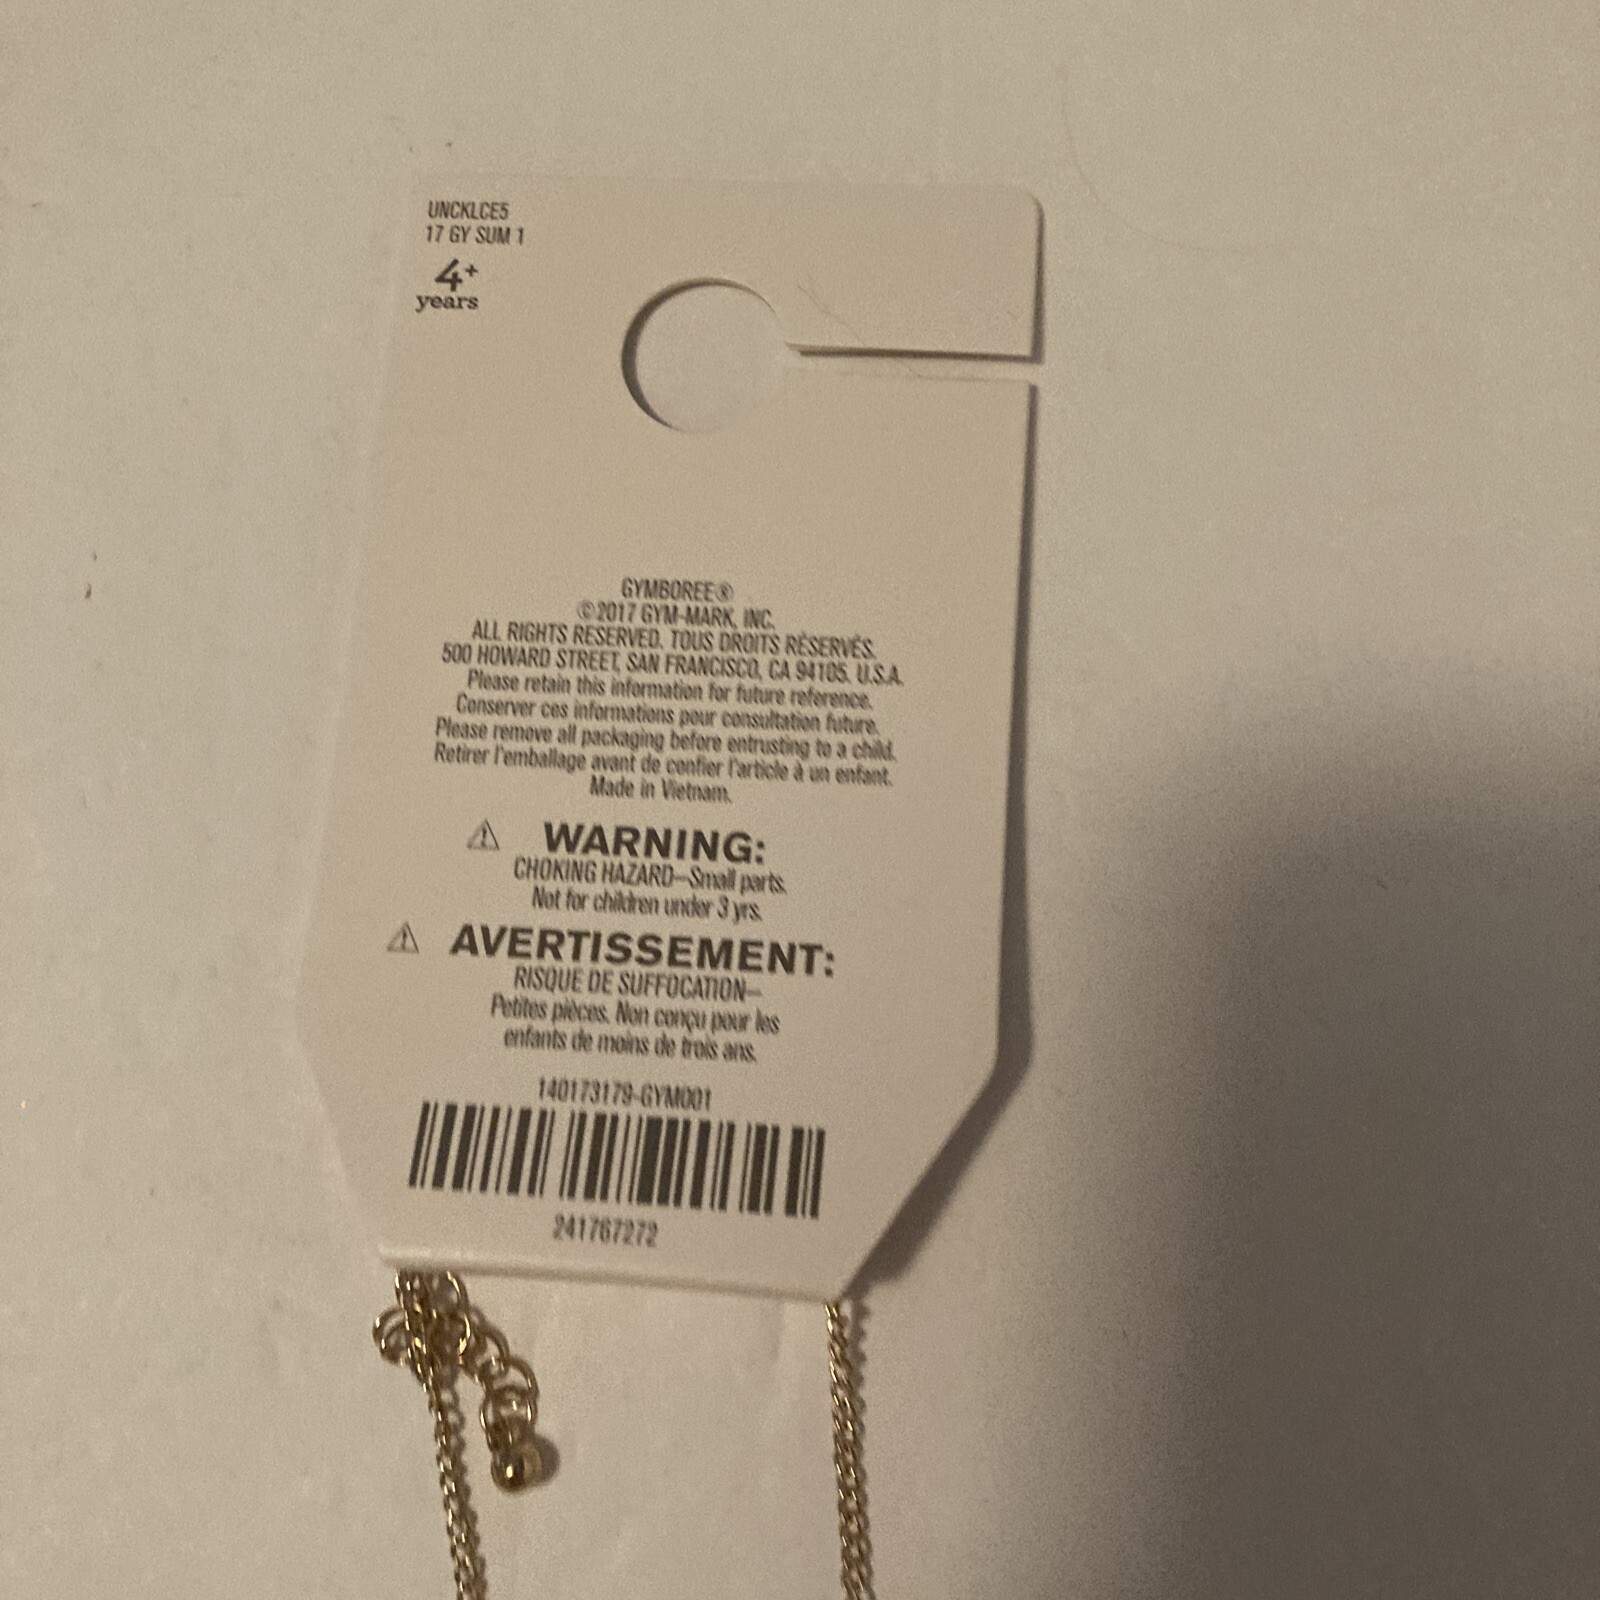 UNCKLCE5
17 GY SUM 1
4+
years
GYMBOREE®
©2017 GYM-MARK, INC.
ALL RIGHTS RESERVED. TOUS DROITS RÉSERVÉS.
500 HOWARD STREET, SAN FRANCISCO, CA 94105. U.S.A.
Please retain this information for future reference.
Conserver ces informations pour consultation future.
Please remove all packaging before entrusting to a child.
Retirer l'emballage avant de confier l'article à un enfant.
Made in Vietnam.
WARNING:
CHOKING HAZARD—Small parts.
Not for children under 3 yrs.
AVERTISSEMENT:
RISQUE DE SUFFOCATION—
Petites pièces. Non conçu pour les
enfants de moins de trois ans.
140173179-GYM001
241767272